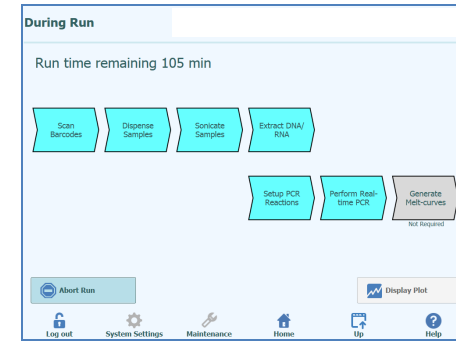 During Run
Run time remaining 105 min
Scan
Barcodes
Dispense
Samples
Sonicate
Samples
Extract DNA/
RNA
Setup PCR
Reactions
Perform Real-
time PCR
Generate
Melt-curves
Not Required
Abort Run
Display Plot
Log out
System Settings
Maintenance
Home
Up
Help